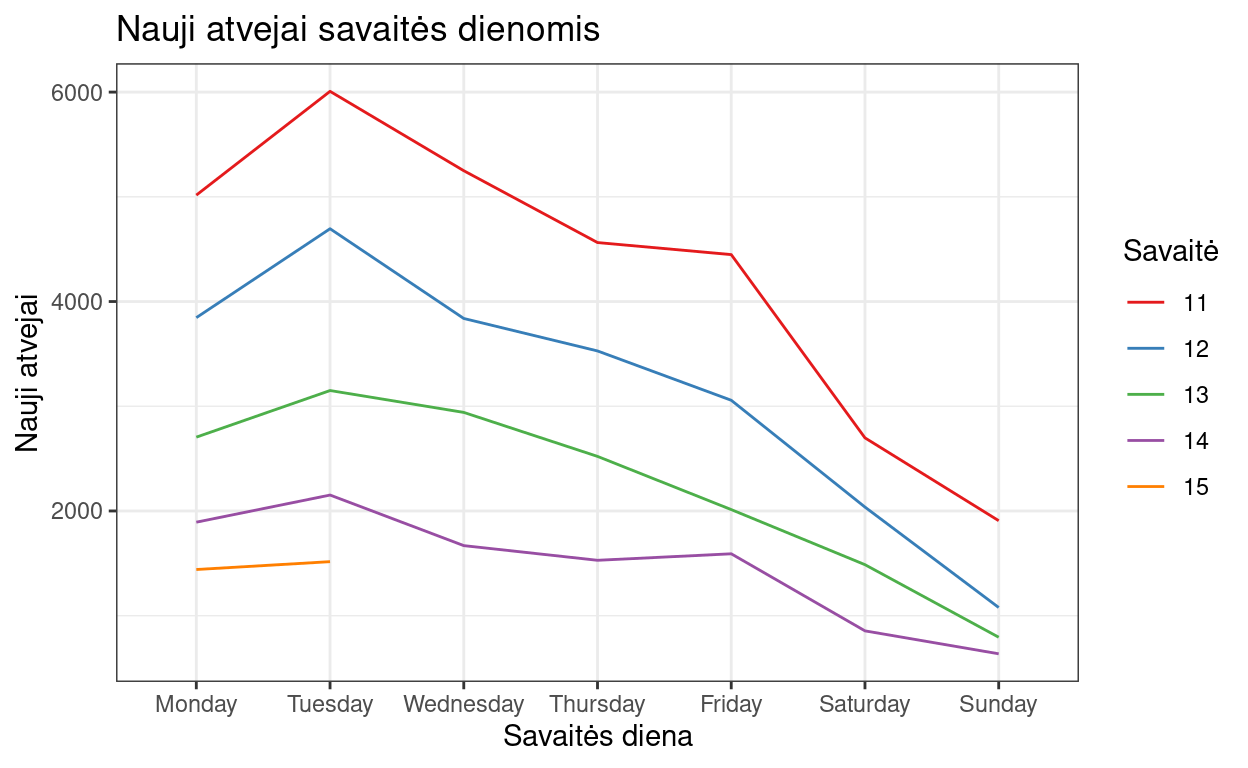 Nauji atvejai savaitės dienomis
Nauji atvejai
6000
4000
2000
Monday Tuesday Wednesday Thursday Friday Saturday Sunday
Savaitės diena
Savaitė
11
12
13
14
15